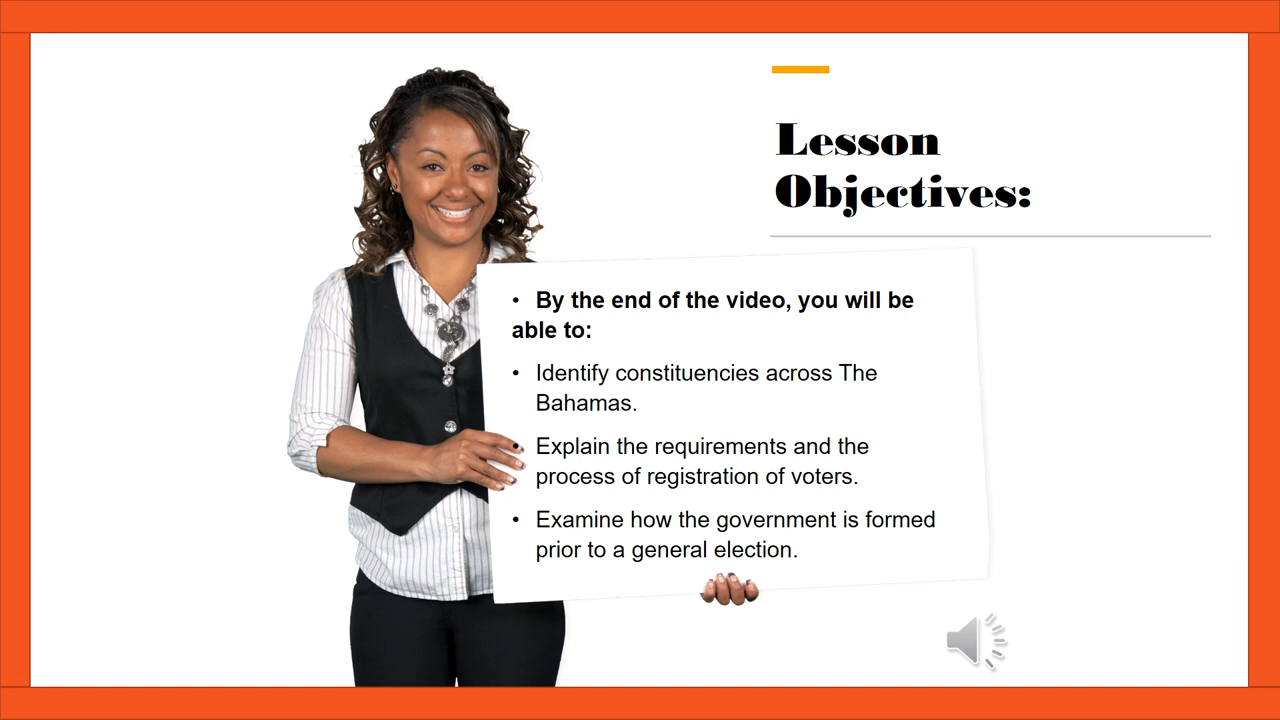 Lesson
Objectives:
• By the end of the video, you will be
able to:
• Identify constituencies across The
Bahamas.
• Explain the requirements and the
process of registration of voters.
• Examine how the government is formed
prior to a general election.